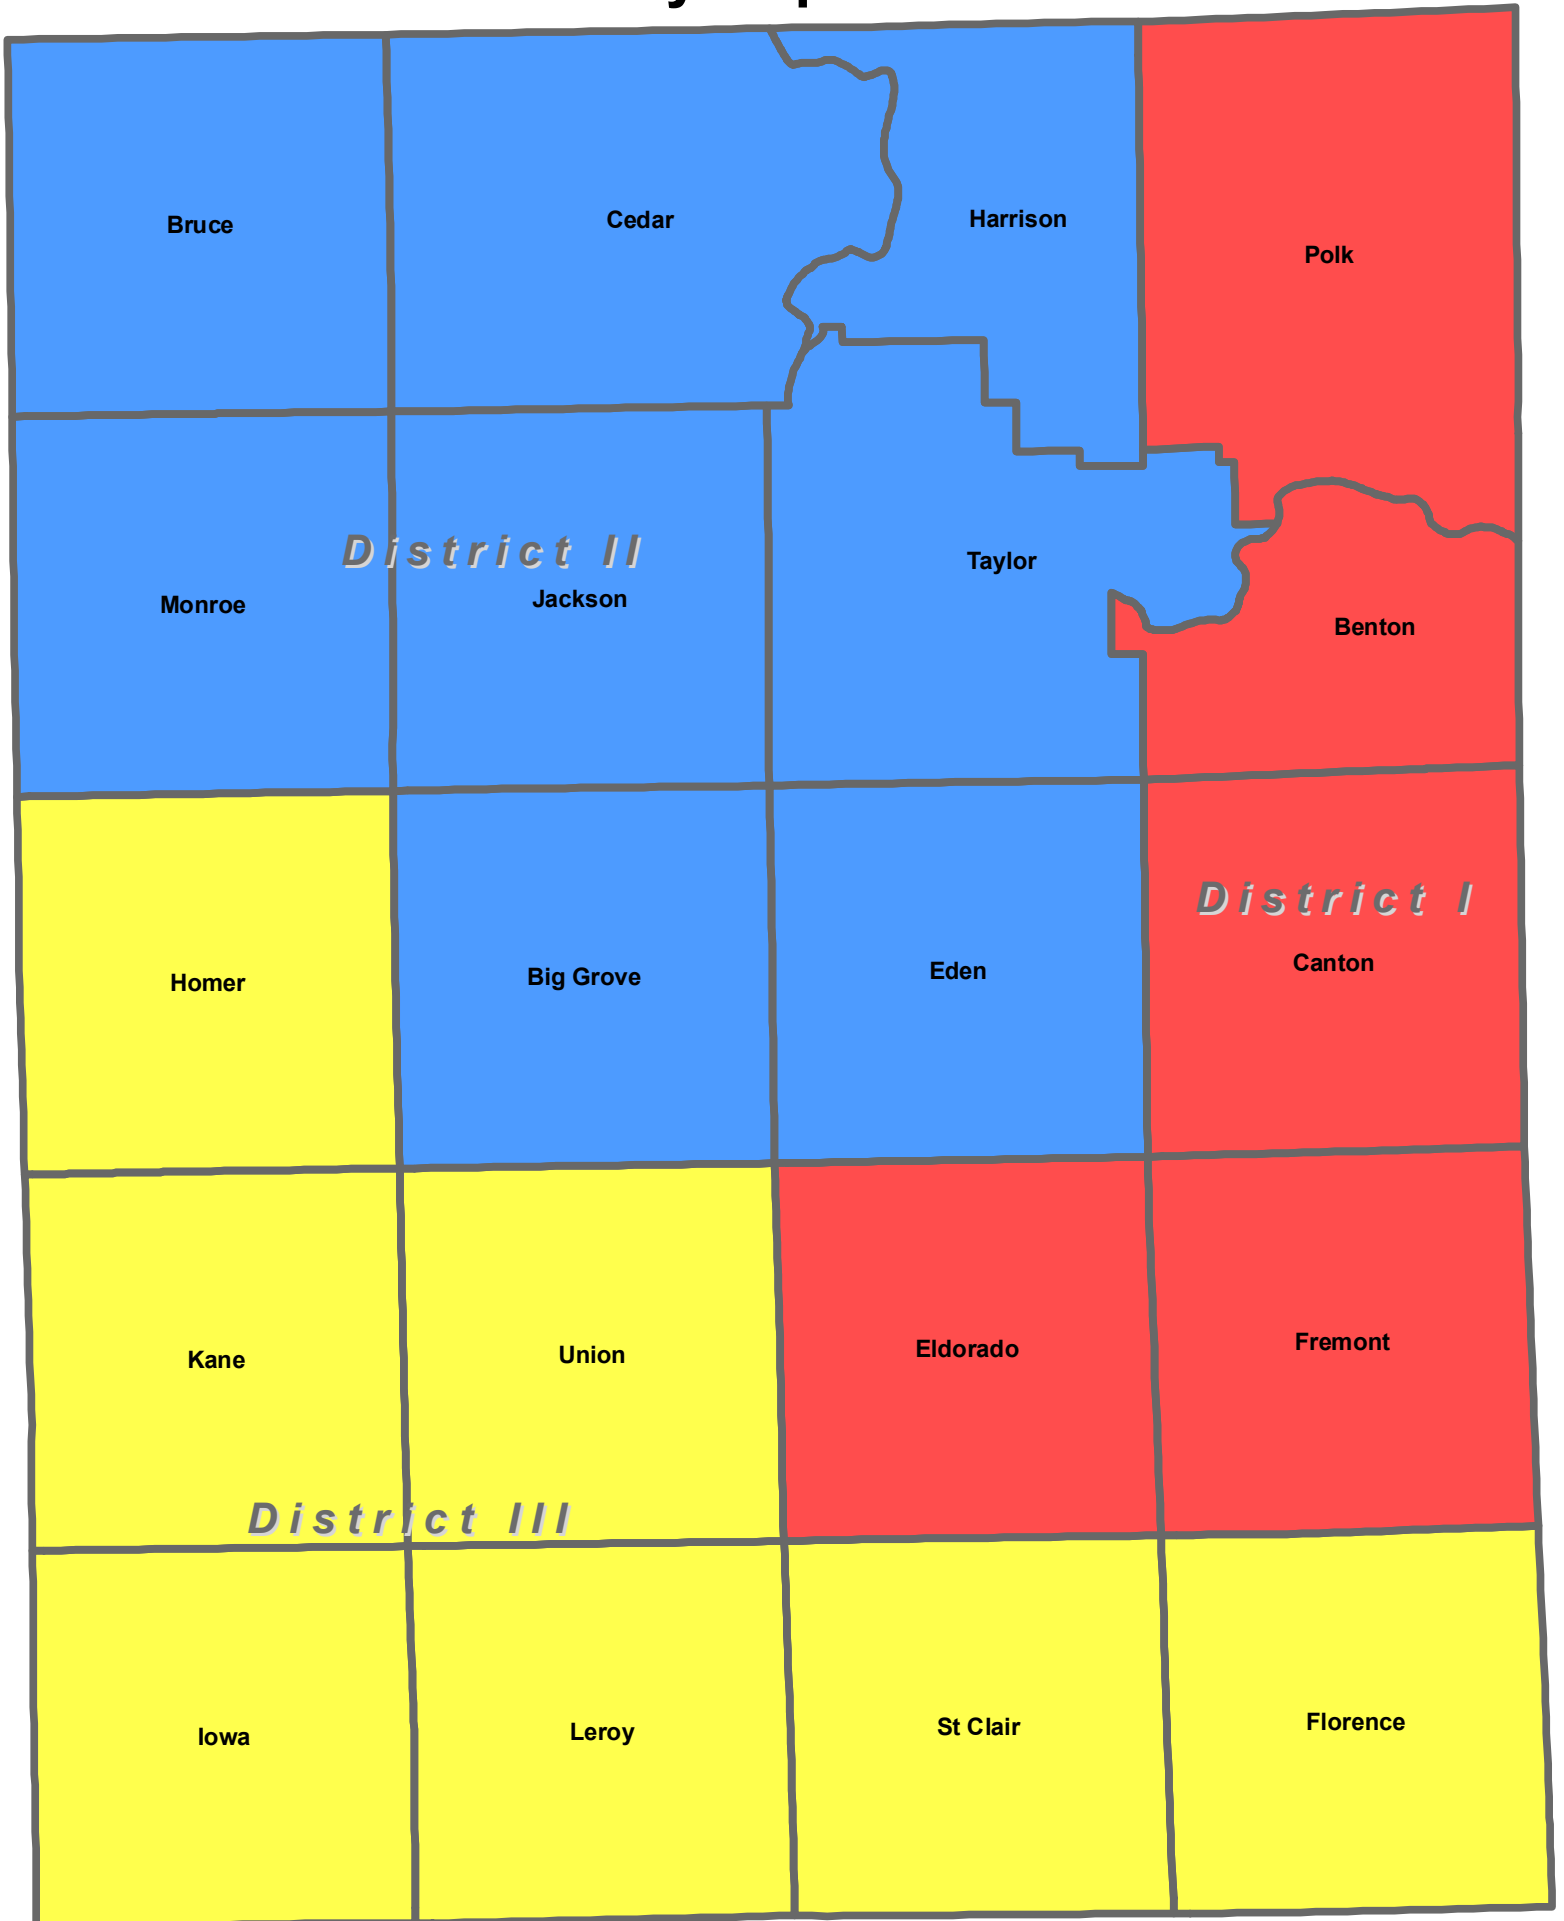 Bruce
Cedar
Harrison
Polk
District II
Monroe
Jackson
Taylor
Benton
District I
Homer
Big Grove
Eden
Canton
Kane
Union
Eldorado
Fremont
District III
Iowa
Leroy
St Clair
Florence